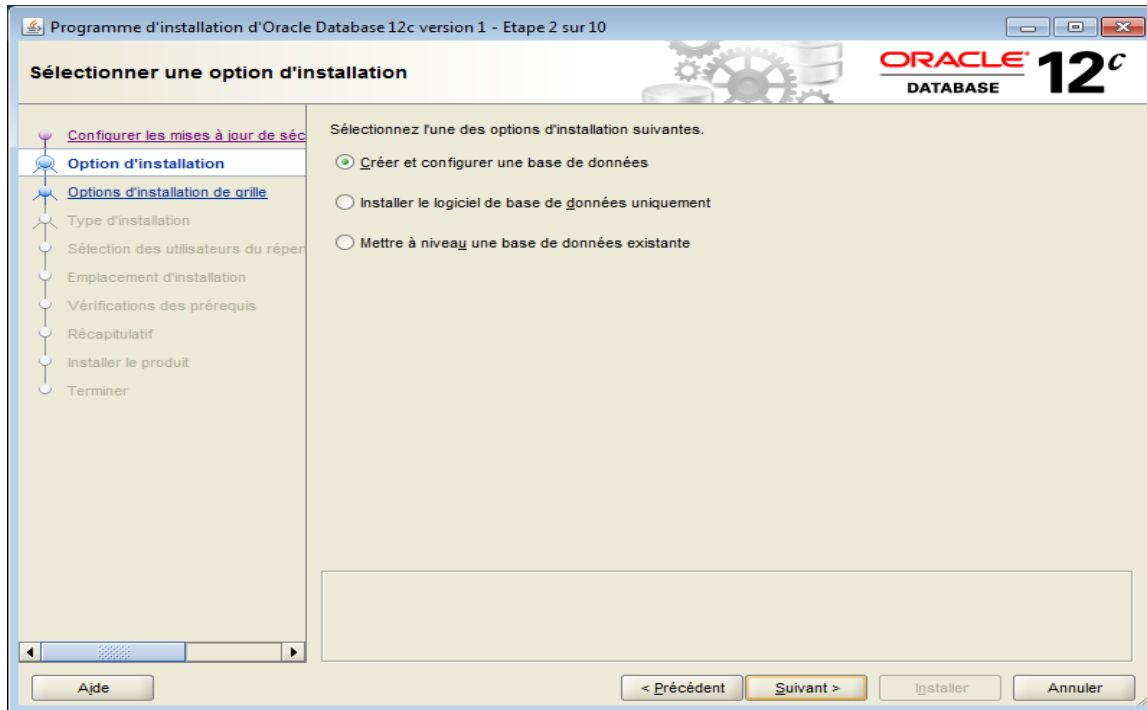 Programme d'installation d'Oracle Database 12c version 1 - Etape 2 sur 10
Sélectionner une option d'installation
ORACLE
DATABASE
12c
Configurer les mises à jour de séc
Option d'installation
Options d'installation de grille
Type d'installation
Sélection des utilisateurs du réper
Emplacement d'installation
Vérifications des prérequis
Récapitulatif
Installer le produit
Terminer
Sélectionnez l'une des options d'installation suivantes.
Créer et configurer une base de données
Installer le logiciel de base de données uniquement
Mettre à niveau une base de données existante
Aide
< Précédent
Suivant >
Installer
Annuler